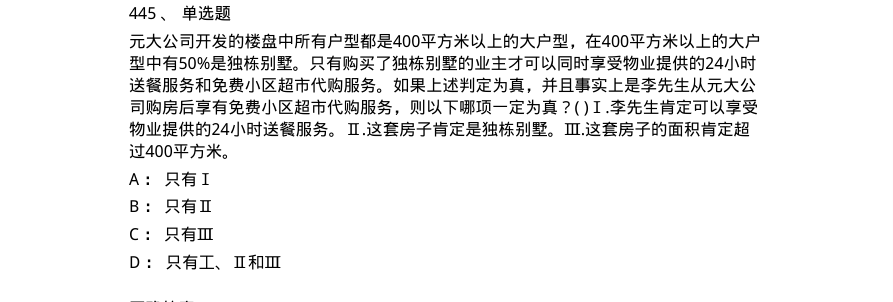 445 、 单选题
元大公司开发的楼盘中所有户型都是400平方米以上的大户型，在400平方米以上的大户
型中有50%是独栋别墅。只有购买了独栋别墅的业主才可以同时享受物业提供的24小时
送餐服务和免费小区超市代购服务。如果上述判定为真，并且事实上是李先生从元大公
司购房后享有免费小区超市代购服务，则以下哪项一定为真？( )Ⅰ.李先生肯定可以享受
物业提供的24小时送餐服务。Ⅱ.这套房子肯定是独栋别墅。Ⅲ.这套房子的面积肯定超
过400平方米。
A： 只有Ⅰ
B： 只有Ⅱ
C： 只有Ⅲ
D： 只有工、Ⅱ和Ⅲ